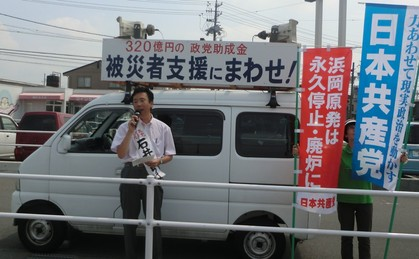 320億円の 政党助成金
被災者支援にまわせ!
浜岡原発は
永久停止・廃炉に
日本共産党
日本共産党